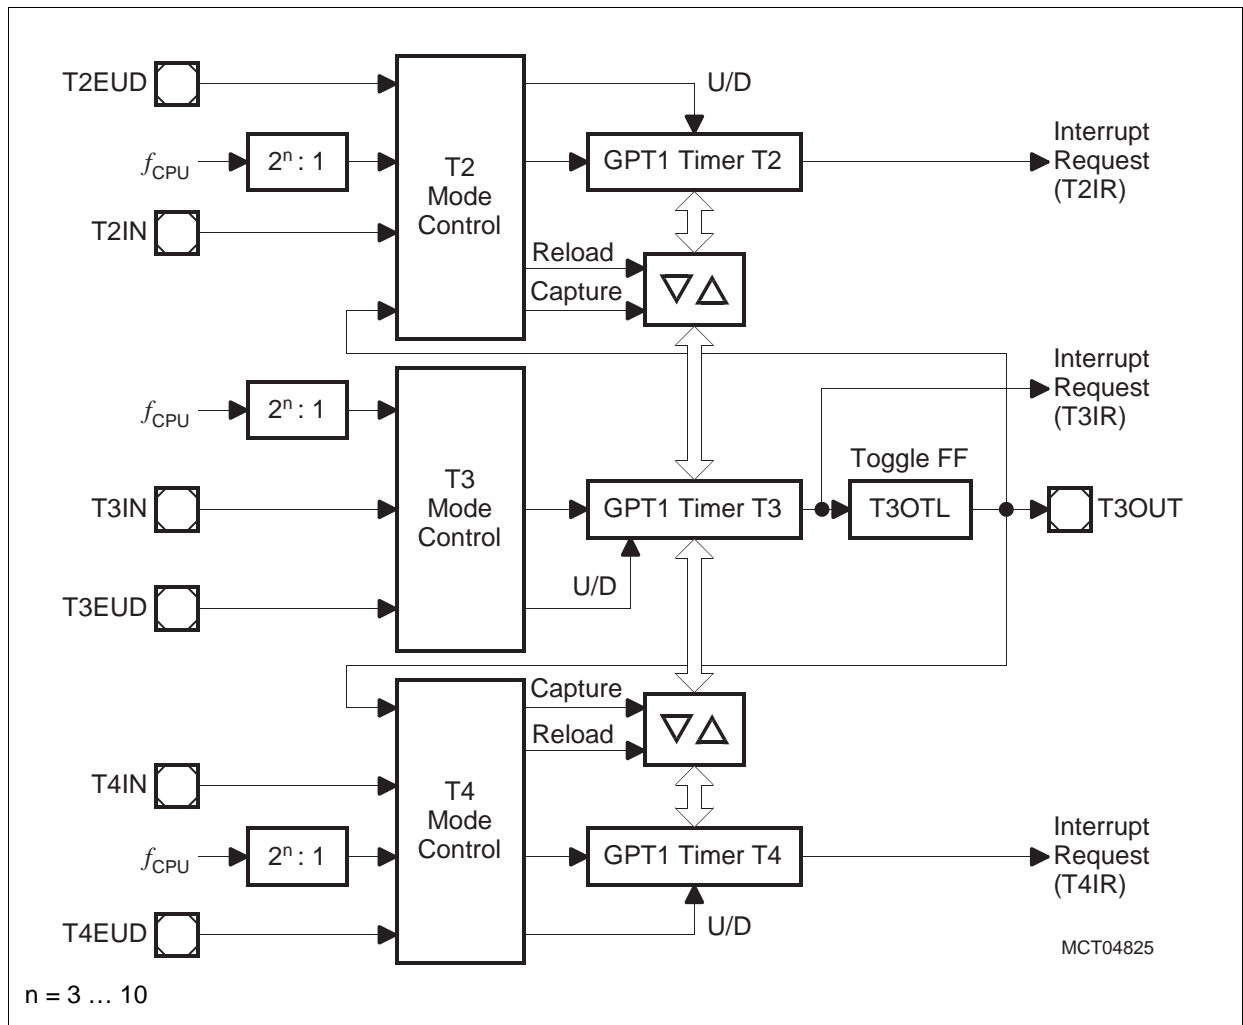 T2EUD
U/D
fCPU
2ⁿ : 1
T2
Mode
Control
GPT1 Timer T2
Interrupt
Request
(T2IR)
T2IN
Reload
Capture
Interrupt
Request
(T3IR)
fCPU
2ⁿ : 1
Toggle FF
T3IN
T3
Mode
Control
GPT1 Timer T3
T3OTL
T3OUT
U/D
T3EUD
Capture
Reload
T4IN
T4
Mode
Control
fCPU
2ⁿ : 1
GPT1 Timer T4
Interrupt
Request
(T4IR)
T4EUD
U/D
MCT04825
n = 3 … 10